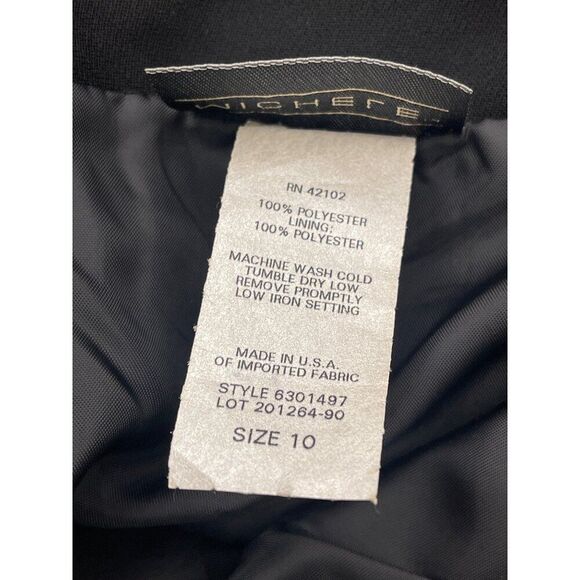 MICHELE
RN 42102
100% POLYESTER
LINING:
100% POLYESTER
MACHINE WASH COLD
TUMBLE DRY LOW
REMOVE PROMPTLY
LOW IRON SETTING
MADE IN U.S.A.
OF IMPORTED FABRIC
STYLE 6301497
LOT 201264-90
SIZE 10